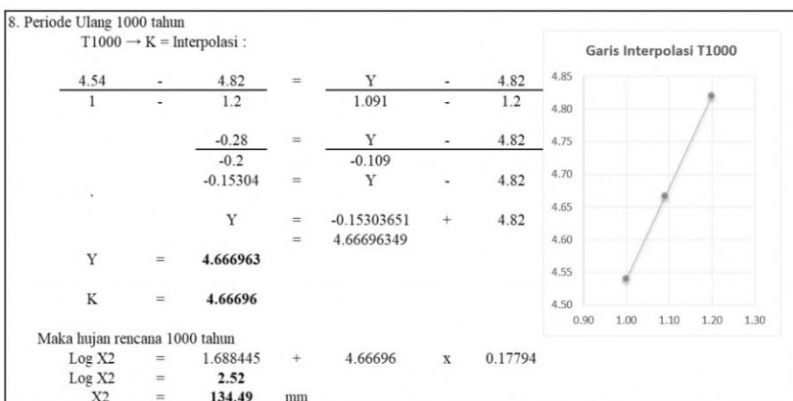 8. Periode Ulang 1000 tahun
T1000 → K = Interpolasi :
4.54 - 4.82 = Y - 4.82
1 - 1.2 1.091 - 1.2
-0.28 = Y - 4.82
-0.2 -0.109
-0.15304 = Y - 4.82
Y = -0.15303651 + 4.82
= 4.66696349
Y = 4.666963
K = 4.66696
Maka hujan rencana 1000 tahun
Log X2 = 1.688445 + 4.66696 x 0.17794
Log X2 = 2.52
X2 = 134.49 mm
Garis Interpolasi T1000
4.85
4.80
4.75
4.70
4.65
4.60
4.55
4.50
0.90 1.00 1.10 1.20 1.30